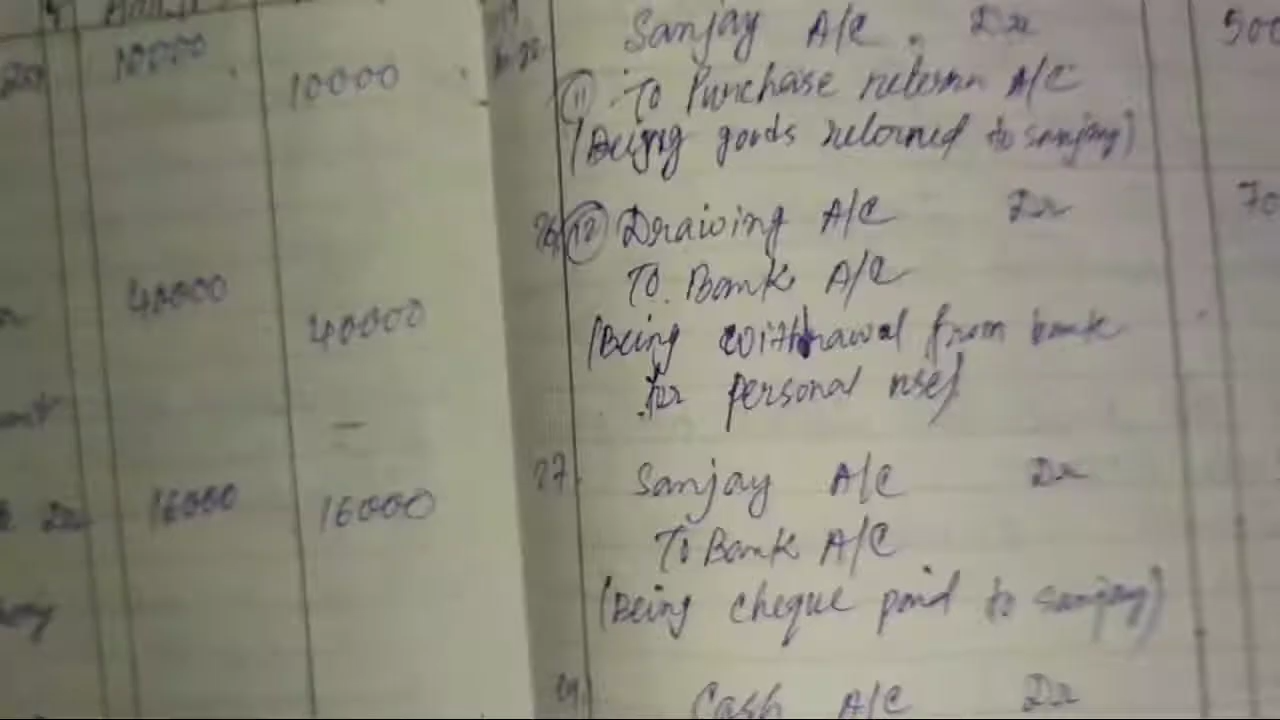 10000
10000
40000
40000
—
16000
16000
Sanjay A/C . Dr
(11) To Purchase return A/C
(Being goods retorned to sanjay)
26 (12) Drawing A/C Dr
To Bank A/C
(Being withrawal from bank
for personal use)
27 Sanjay A/C Dr
To Bank A/C
(Being cheque paid to sanjay)
Cash A/C Dr